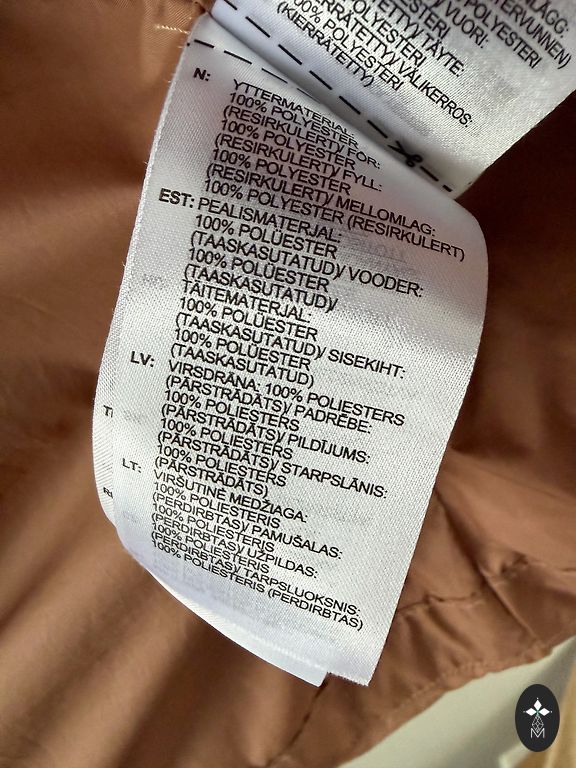 100% POLYESTERI
(KIERRÄTETTY)/ VÄLIKERROS:
100% POLYESTERI
(KIERRÄTETTY)
N: YTTERMATERIAL:
100% POLYESTER
(RESIRKULERT)/ FÔR:
100% POLYESTER
(RESIRKULERT)/ FYLL:
100% POLYESTER
(RESIRKULERT)/ MELLOMLAG:
100% POLYESTER (RESIRKULERT)
EST: PEALISMATERJAL:
100% POLÜESTER
(TAASKASUTATUD)/ VOODER:
100% POLÜESTER
(TAASKASUTATUD)/
TÄITEMATERJAL:
100% POLÜESTER
(TAASKASUTATUD)/ SISEKIHT:
100% POLÜESTER
(TAASKASUTATUD)
LV: VIRSDRĀNA: 100% POLIESTERS
(PĀRSTRĀDĀTS)/ PADRĒBE:
100% POLIESTERS
(PĀRSTRĀDĀTS)/ PILDĪJUMS:
100% POLIESTERS
(PĀRSTRĀDĀTS)/ STARPSLĀNIS:
100% POLIESTERS
(PĀRSTRĀDĀTS)
LT: VIRŠUTINĖ MEDŽIAGA:
100% POLIESTERIS
(PERDIRBTAS)/ PAMUŠALAS:
100% POLIESTERIS
(PERDIRBTAS)/ UŽPILDAS:
100% POLIESTERIS
(PERDIRBTAS)/ TARPSLUOKSNIS:
100% POLIESTERIS (PERDIRBTAS)
M